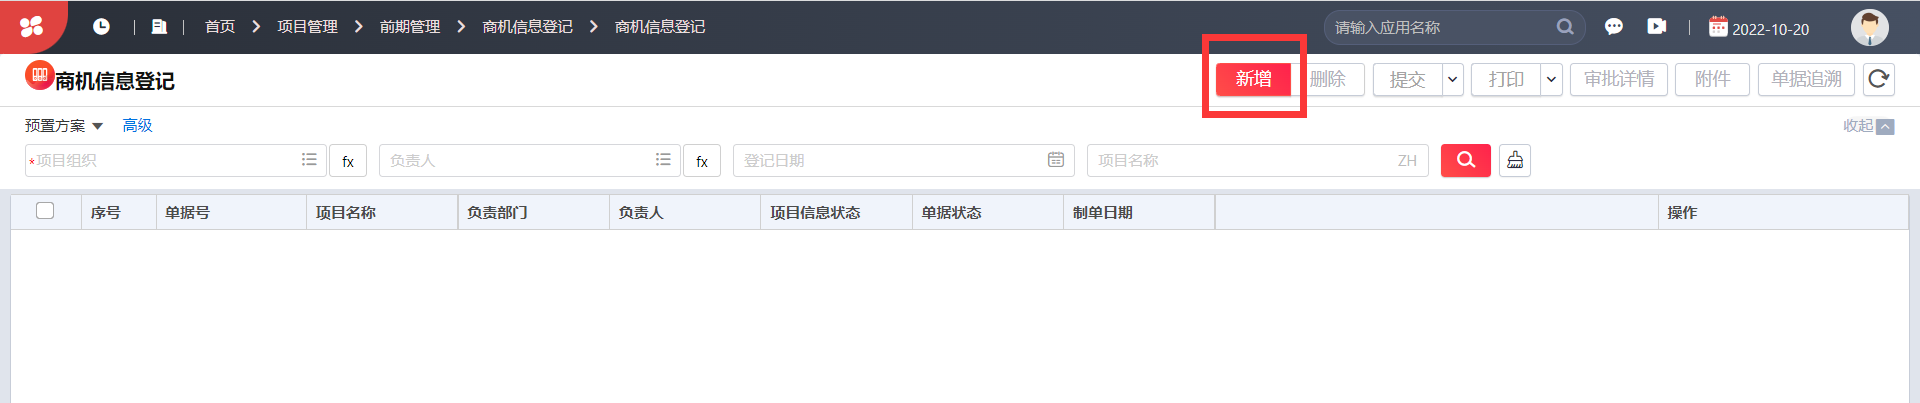 首页 项目管理 前期管理 商机信息登记 商机信息登记 请输入应用名称 2022-10-20
商机信息登记 新增 删除 提交 打印 审批详情 附件 单据追溯
预置方案 高级 收起
*项目组织 fx 负责人 fx 登记日期 项目名称 ZH
序号 单据号 项目名称 负责部门 负责人 项目信息状态 单据状态 制单日期 操作